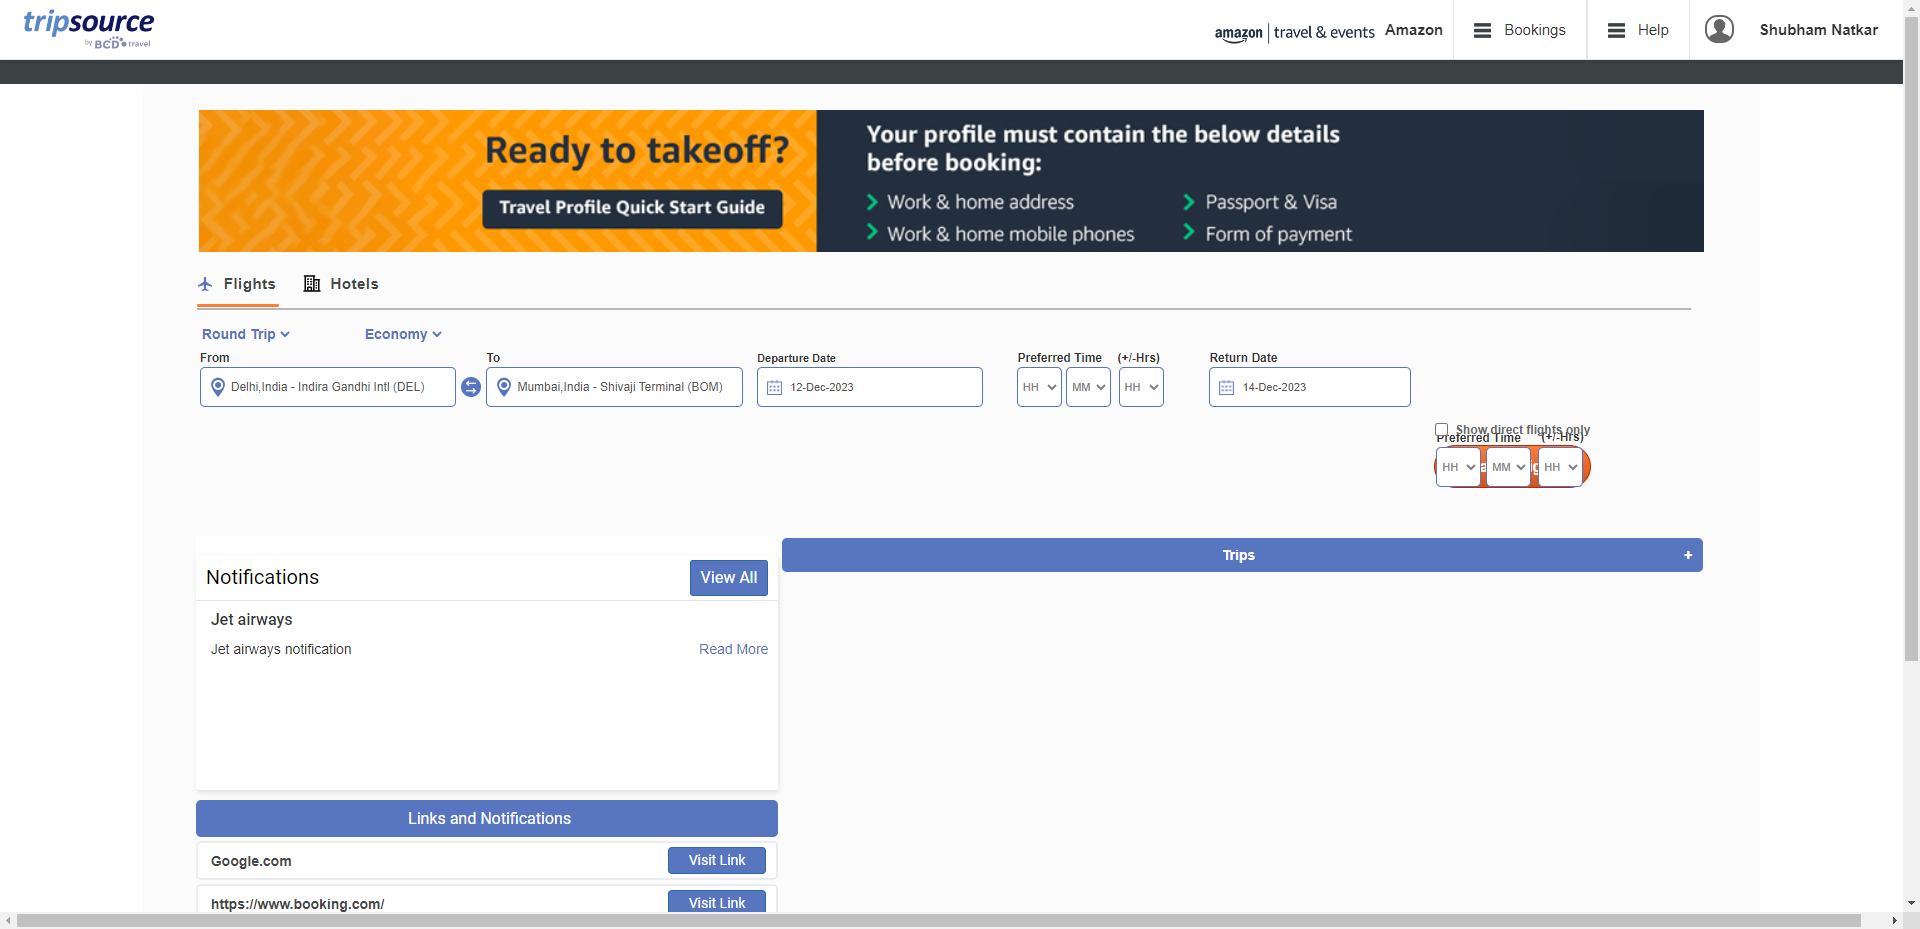 tripsource
by BCD travel
amazon | travel & events Amazon
Bookings
Help
Shubham Natkar
Ready to takeoff?
Travel Profile Quick Start Guide
Your profile must contain the below details
before booking:
Work & home address
Passport & Visa
Work & home mobile phones
Form of payment
Flights
Hotels
Round Trip
Economy
From
To
Departure Date
Preferred Time
(+/-Hrs)
Return Date
Delhi,India - Indira Gandhi Intl (DEL)
Mumbai,India - Shivaji Terminal (BOM)
12-Dec-2023
HH
MM
HH
14-Dec-2023
Show direct flights only
Preferred Time
(+/-Hrs)
HH
MM
HH
Notifications
View All
Trips
+
Jet airways
Jet airways notification
Read More
Links and Notifications
Google.com
Visit Link
https://www.booking.com/
Visit Link